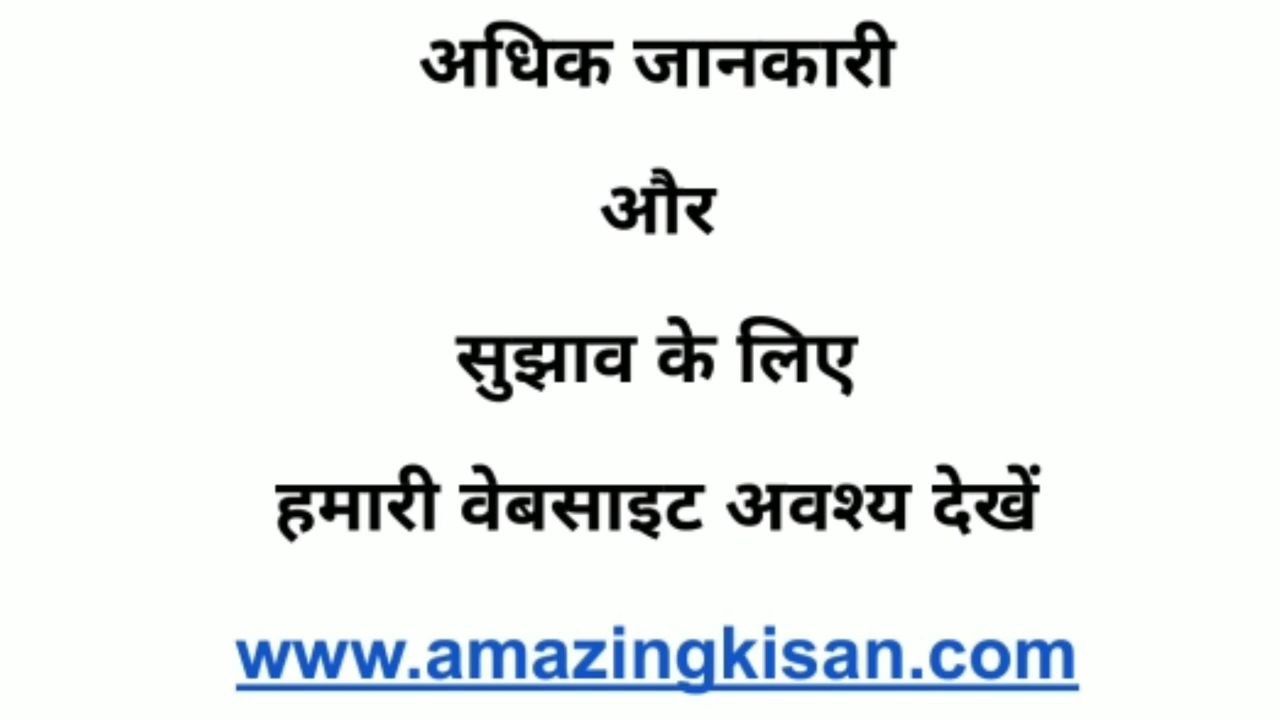 अधिक जानकारी
और
सुझाव के लिए
हमारी वेबसाइट अवश्य देखें
www.amazingkisan.com